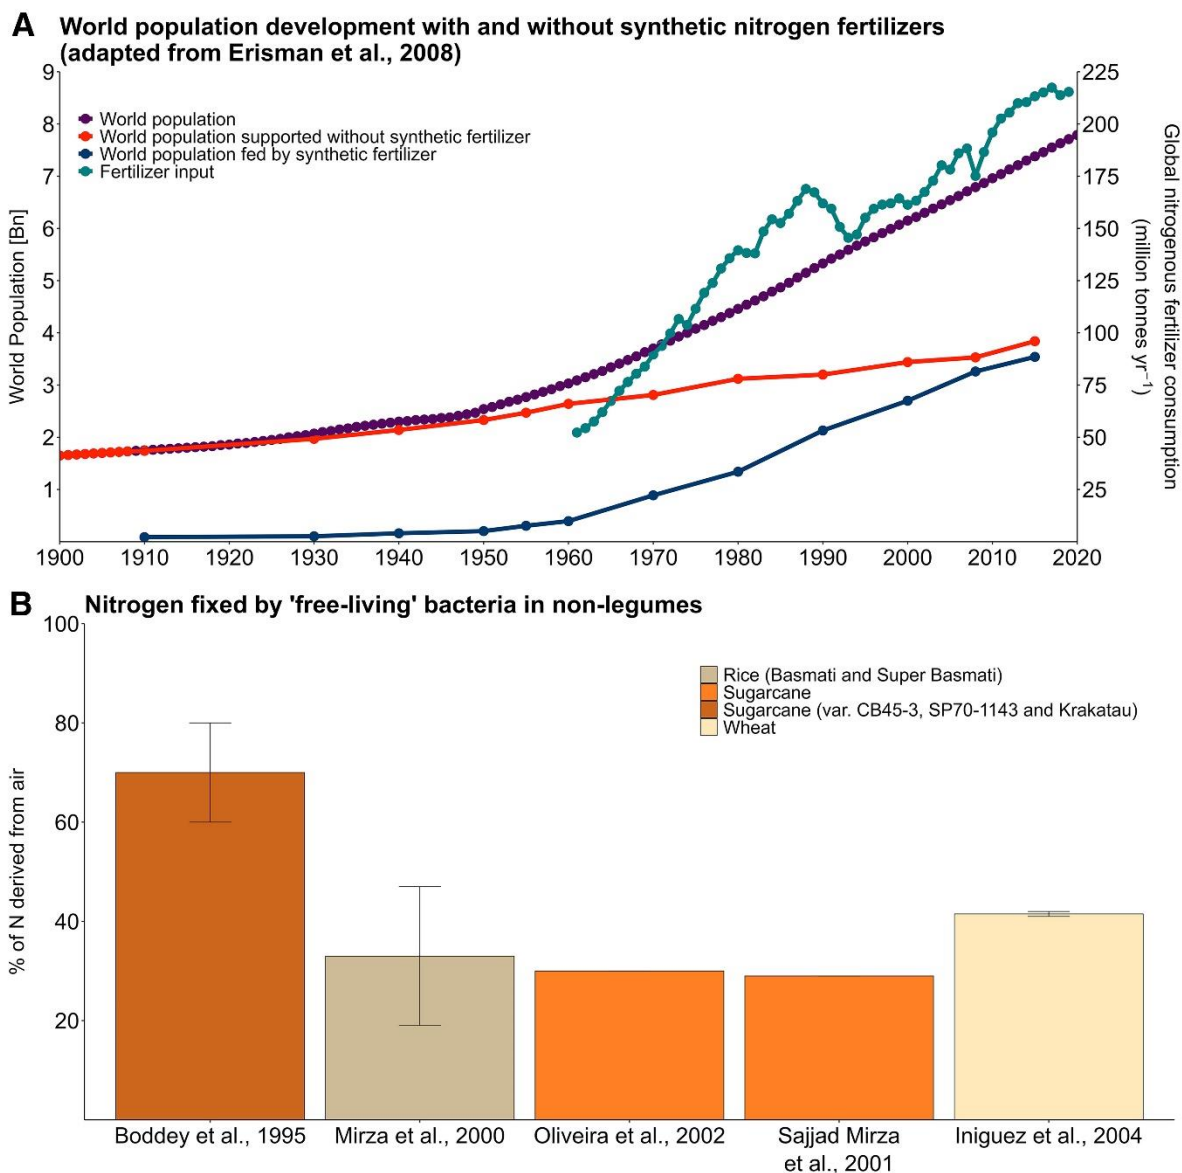 A World population development with and without synthetic nitrogen fertilizers
(adapted from Erisman et al., 2008)
9
8
7
6
5
4
3
2
1
World Population [Bn]
World population
World population supported without synthetic fertilizer
World population fed by synthetic fertilizer
Fertilizer input
225
200
175
150
125
100
75
50
25
Global nitrogenous fertilizer consumption
(million tonnes yr⁻¹)
1900 1910 1920 1930 1940 1950 1960 1970 1980 1990 2000 2010 2020
B Nitrogen fixed by 'free-living' bacteria in non-legumes
100
80
60
40
20
% of N derived from air
Rice (Basmati and Super Basmati)
Sugarcane
Sugarcane (var. CB45-3, SP70-1143 and Krakatau)
Wheat
Boddey et al., 1995 Mirza et al., 2000 Oliveira et al., 2002 Sajjad Mirza Iniguez et al., 2004
et al., 2001